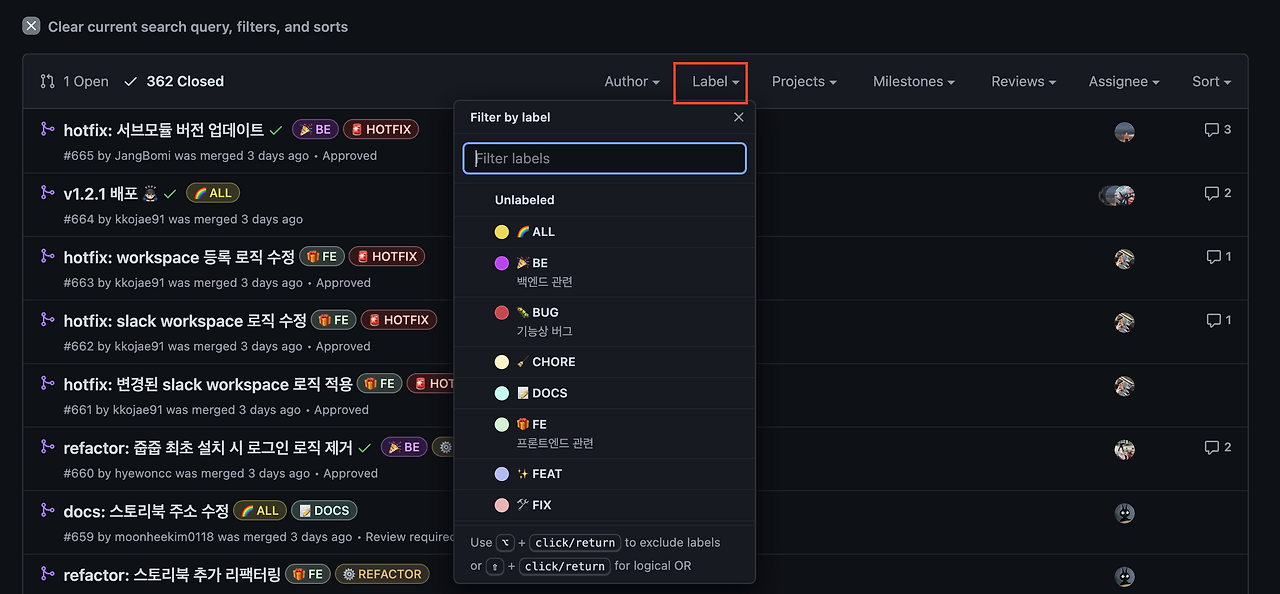 Clear current search query, filters, and sorts
1 Open 362 Closed Author Label Projects Milestones Reviews Assignee Sort
Filter by label
Filter labels
Unlabeled
ALL
BE
백엔드 관련
BUG
기능상 버그
CHORE
DOCS
FE
프론트엔드 관련
FEAT
FIX
Use ⌥ + click/return to exclude labels
or ⇧ + click/return for logical OR
hotfix: 서브모듈 버전 업데이트 BE HOTFIX 3
#665 by JangBomi was merged 3 days ago • Approved
v1.2.1 배포 ALL 2
#664 by kkojae91 was merged 3 days ago
hotfix: workspace 등록 로직 수정 FE HOTFIX 1
#663 by kkojae91 was merged 3 days ago • Approved
hotfix: slack workspace 로직 수정 FE HOTFIX 1
#662 by kkojae91 was merged 3 days ago • Approved
hotfix: 변경된 slack workspace 로직 적용 FE HOT
#661 by kkojae91 was merged 3 days ago • Approved
refactor: 줍줍 최초 설치 시 로그인 로직 제거 BE 2
#660 by hyewoncc was merged 3 days ago • Approved
docs: 스토리북 주소 수정 ALL DOCS
#659 by moonheekim0118 was merged 3 days ago • Review required
refactor: 스토리북 추가 리팩터링 FE REFACTOR